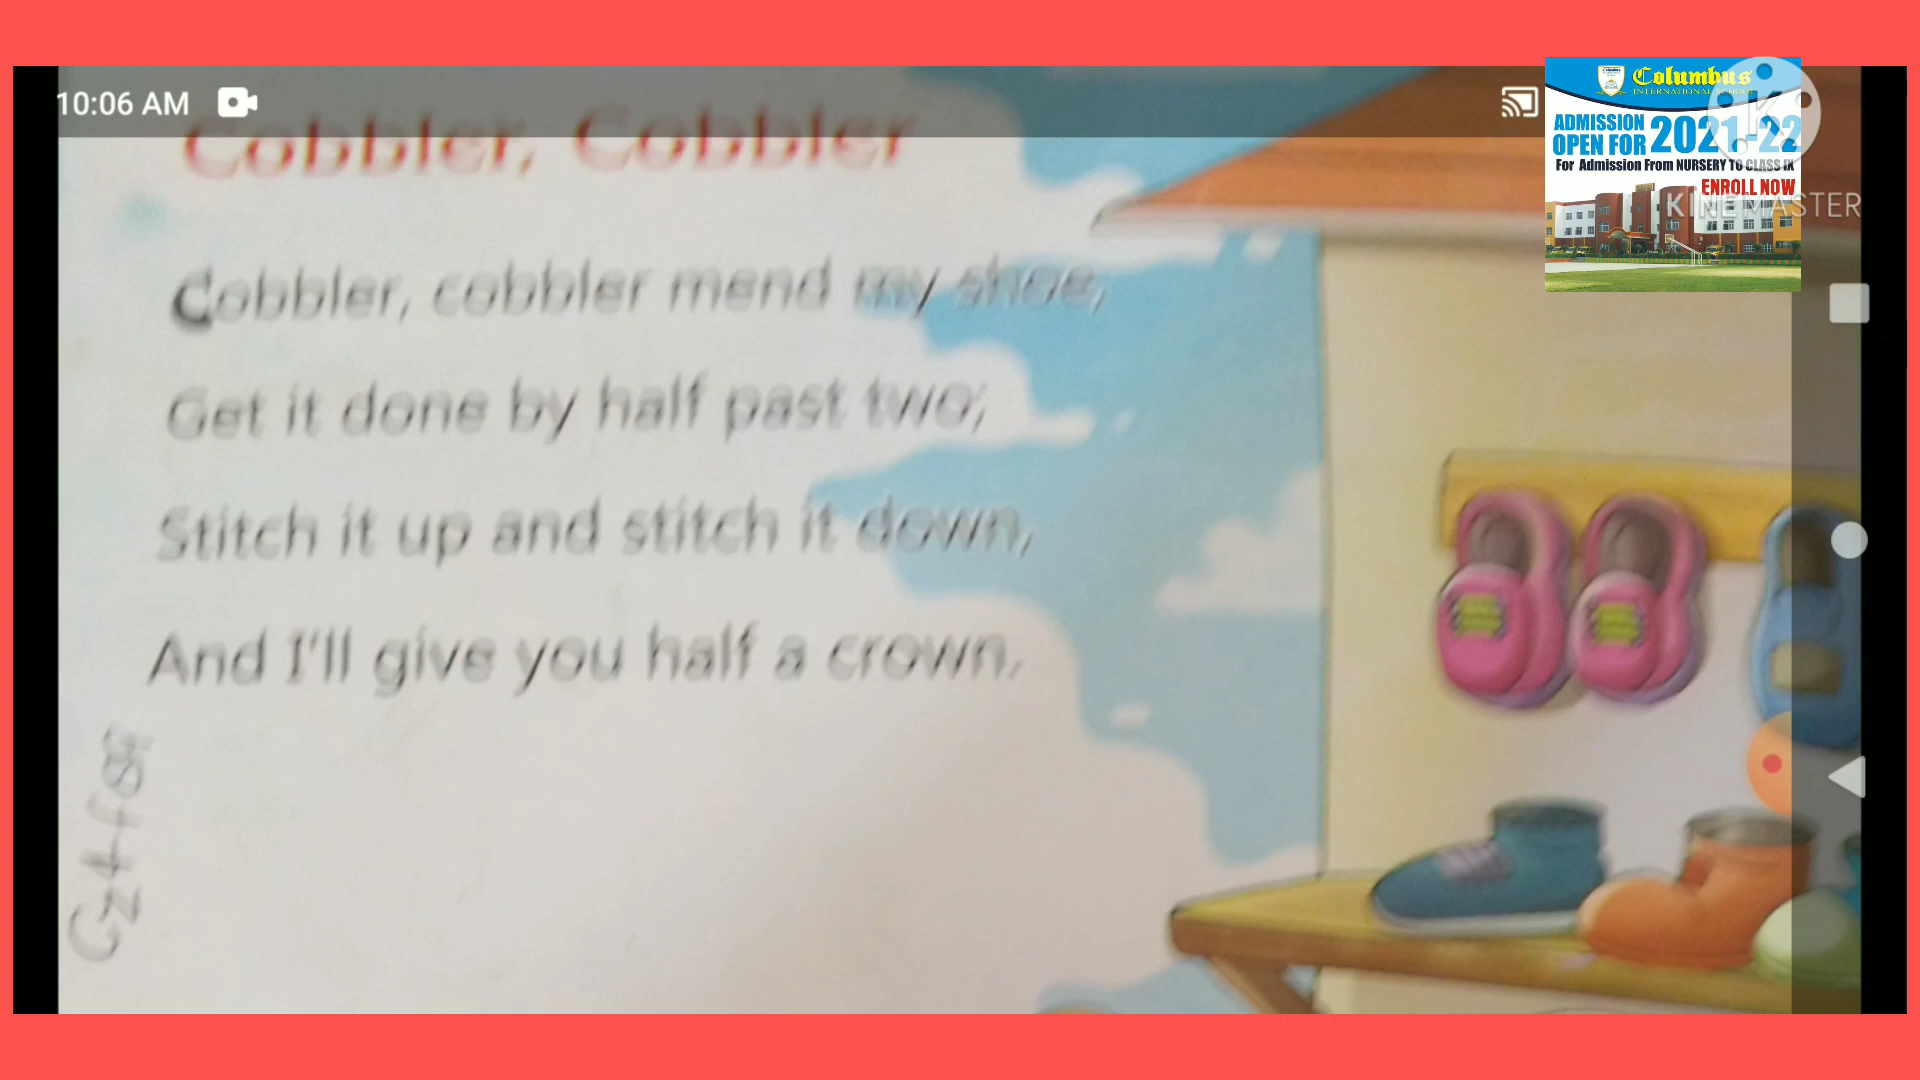 10:06 AM
Cobbler, Cobbler
Cobbler, cobbler mend my shoe,
Get it done by half past two;
Stitch it up and stitch it down,
And I'll give you half a crown.
Columbus
INTERNATIONAL SCHOOL
ADMISSION
OPEN FOR 2021-22
For Admission From NURSERY TO CLASS IX
ENROLL NOW
KINEMASTER